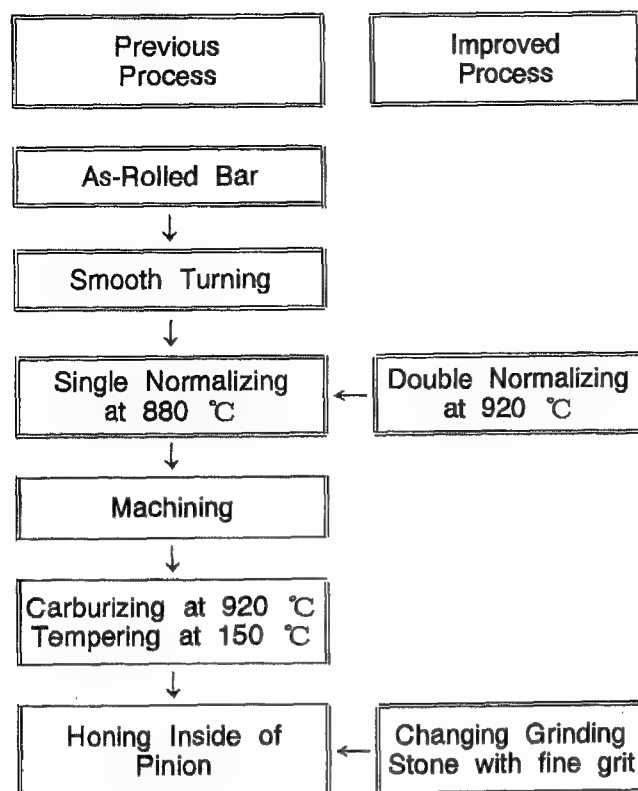 Previous
Process
Improved
Process
As-Rolled Bar
↓
Smooth Turning
↓
Single Normalizing
at 880 ℃
←
Double Normalizing
at 920 ℃
↓
Machining
↓
Carburizing at 920 ℃
Tempering at 150 ℃
↓
Honing Inside of
Pinion
←
Changing Grinding
Stone with fine grit